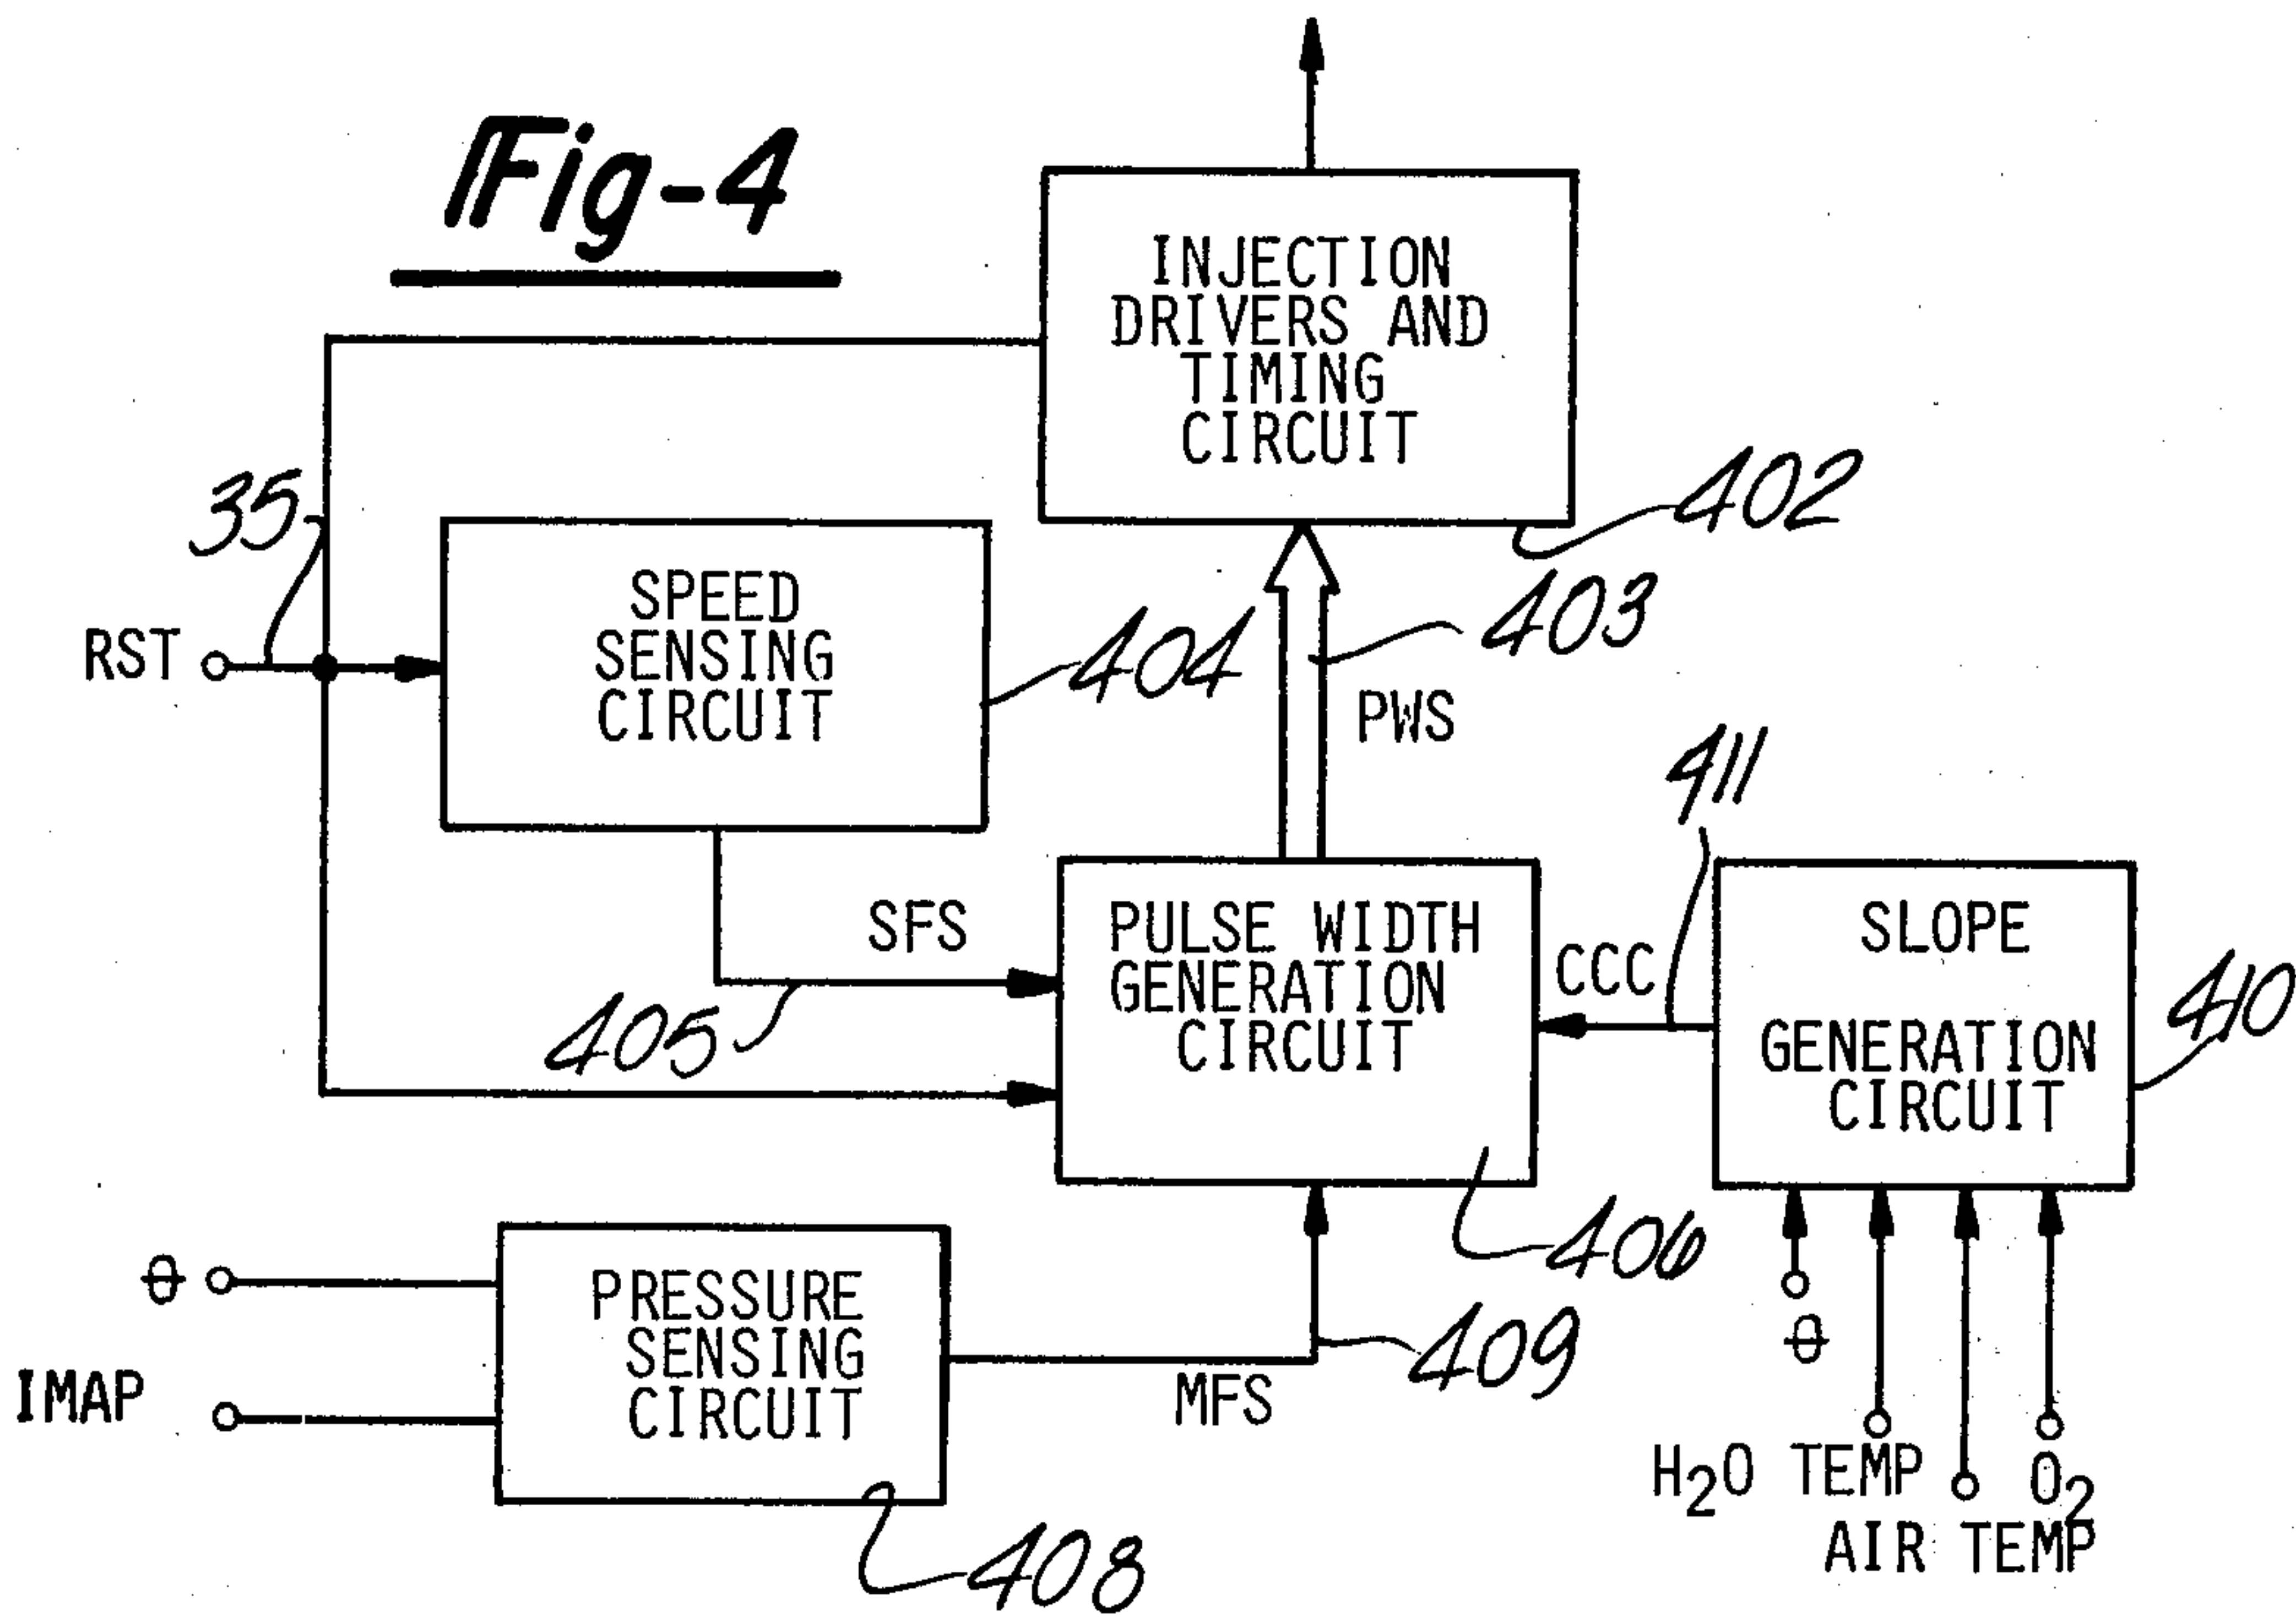 Fig-4
INJECTION
DRIVERS AND
TIMING
CIRCUIT
402
35
SPEED
SENSING
CIRCUIT
404
403
RST
PWS
411
SFS
PULSE WIDTH
GENERATION
CIRCUIT
CCC
SLOPE
GENERATION
CIRCUIT
410
405
406
θ
PRESSURE
SENSING
CIRCUIT
409
θ
IMAP
MFS
H2O TEMP
O2
AIR TEMP
408